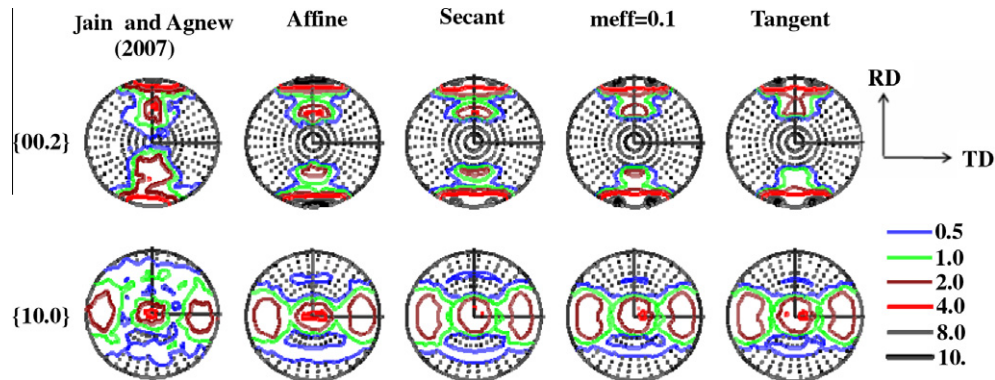 Jain and Agnew
(2007)
Affine
Secant
meff=0.1
Tangent
{00.2}
RD
TD
{10.0}
0.5
1.0
2.0
4.0
8.0
10.